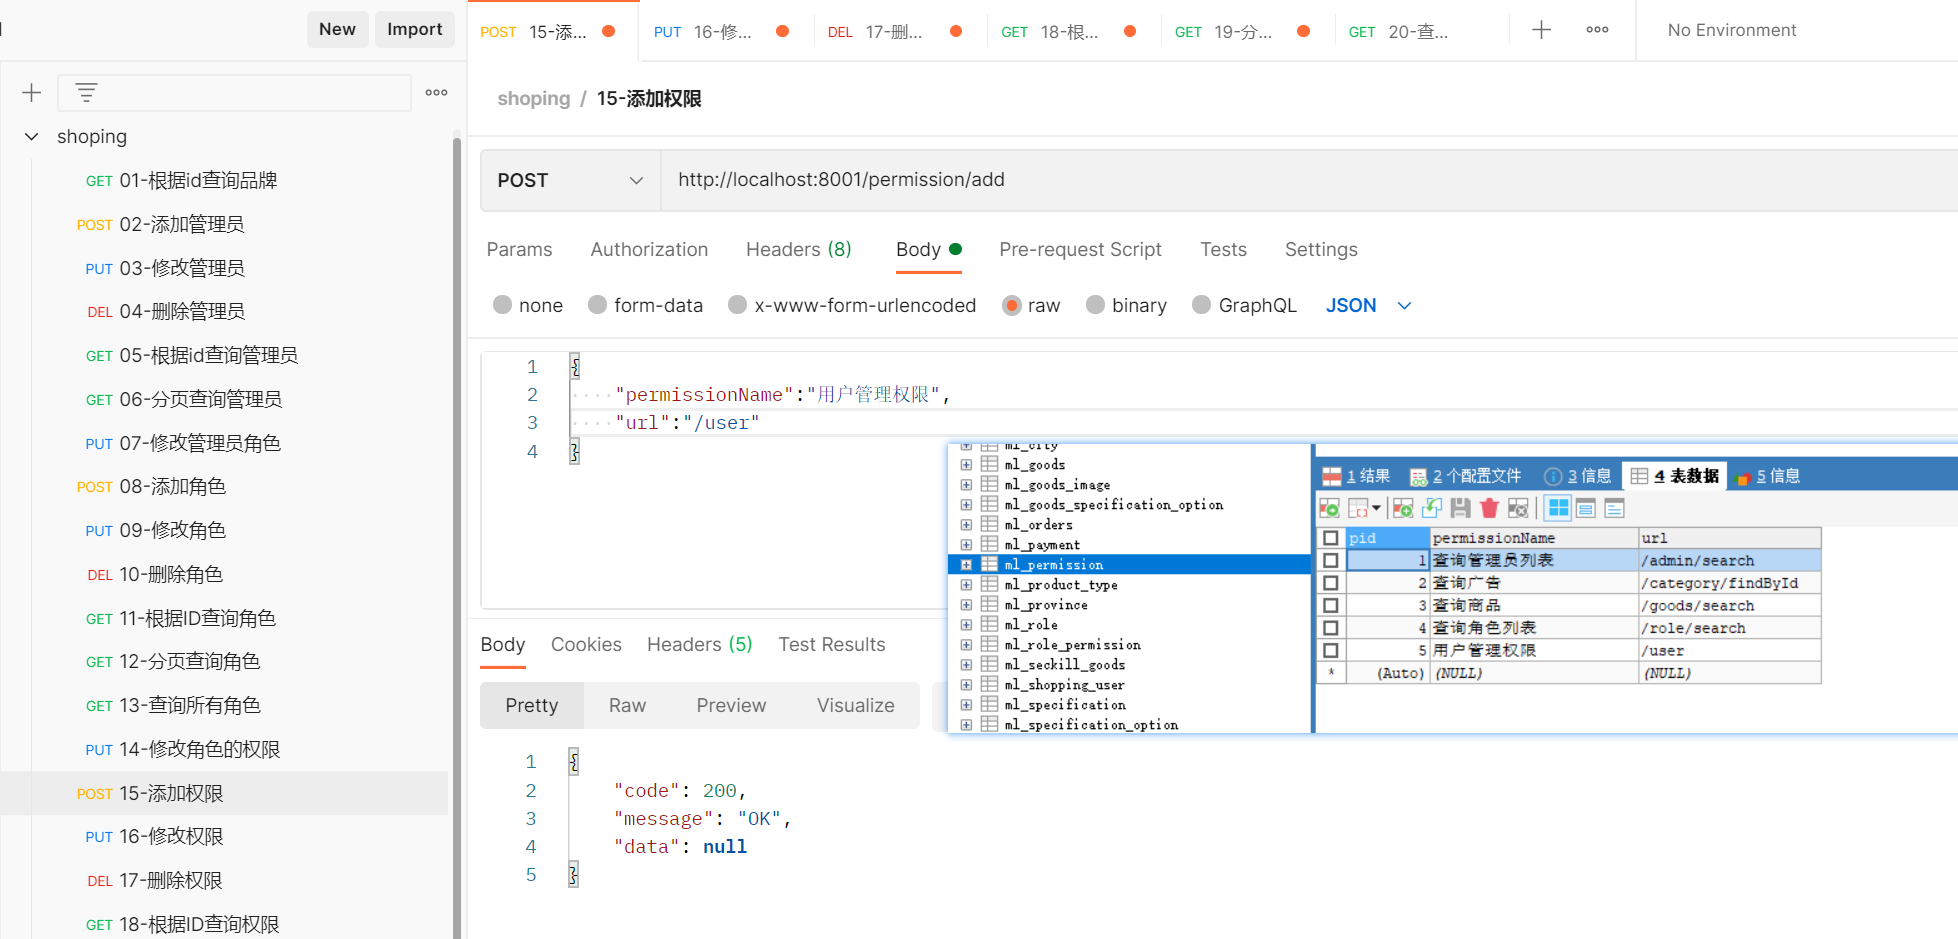 New Import
POST 15-添加... PUT 16-修... DEL 17-删... GET 18-根... GET 19-分... GET 20-查... No Environment
shoping / 15-添加权限
shoping
GET 01-根据id查询品牌
POST 02-添加管理员
PUT 03-修改管理员
DEL 04-删除管理员
GET 05-根据id查询管理员
GET 06-分页查询管理员
PUT 07-修改管理员角色
POST 08-添加角色
PUT 09-修改角色
DEL 10-删除角色
GET 11-根据ID查询角色
GET 12-分页查询角色
GET 13-查询所有角色
PUT 14-修改角色的权限
POST 15-添加权限
PUT 16-修改权限
DEL 17-删除权限
GET 18-根据ID查询权限
POST http://localhost:8001/permission/add
Params Authorization Headers (8) Body Pre-request Script Tests Settings
none form-data x-www-form-urlencoded raw binary GraphQL JSON
1 {
2 "permissionName":"用户管理权限",
3 "url":"/user"
4 }
ml_city
ml_goods
ml_goods_image
ml_goods_specification_option
ml_orders
ml_payment
ml_permission
ml_product_type
ml_province
ml_role
ml_role_permission
ml_seckill_goods
ml_shopping_user
ml_specification
ml_specification_option
1 结果 2 个配置文件 3 信息 4 表数据 5 信息
pid permissionName url
1 查询管理员列表 /admin/search
2 查询广告 /category/findById
3 查询商品 /goods/search
4 查询角色列表 /role/search
5 用户管理权限 /user
* (Auto) (NULL) (NULL)
Body Cookies Headers (5) Test Results
Pretty Raw Preview Visualize
1 {
2 "code": 200,
3 "message": "OK",
4 "data": null
5 }